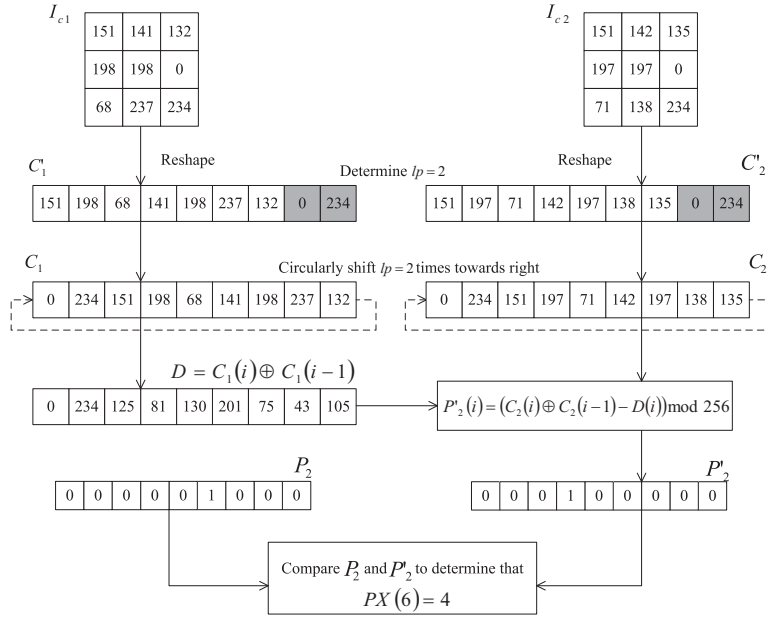 I_{c1}
I_{c2}
151 141 132
198 198 0
68 237 234
151 142 135
197 197 0
71 138 234
Reshape
Determine lp = 2
Reshape
C'_1
C'_2
151 198 68 141 198 237 132 0 234
151 197 71 142 197 138 135 0 234
C_1
Circularly shift lp = 2 times towards right
C_2
0 234 151 198 68 141 198 237 132
0 234 151 197 71 142 197 138 135
D = C_1(i) ⊕ C_1(i−1)
0 234 125 81 130 201 75 43 105
P'_2(i) = (C_2(i) ⊕ C_2(i−1) − D(i)) mod 256
P_2
P'_2
0 0 0 0 0 1 0 0 0
0 0 0 1 0 0 0 0 0
Compare P_2 and P'_2 to determine that
PX(6) = 4